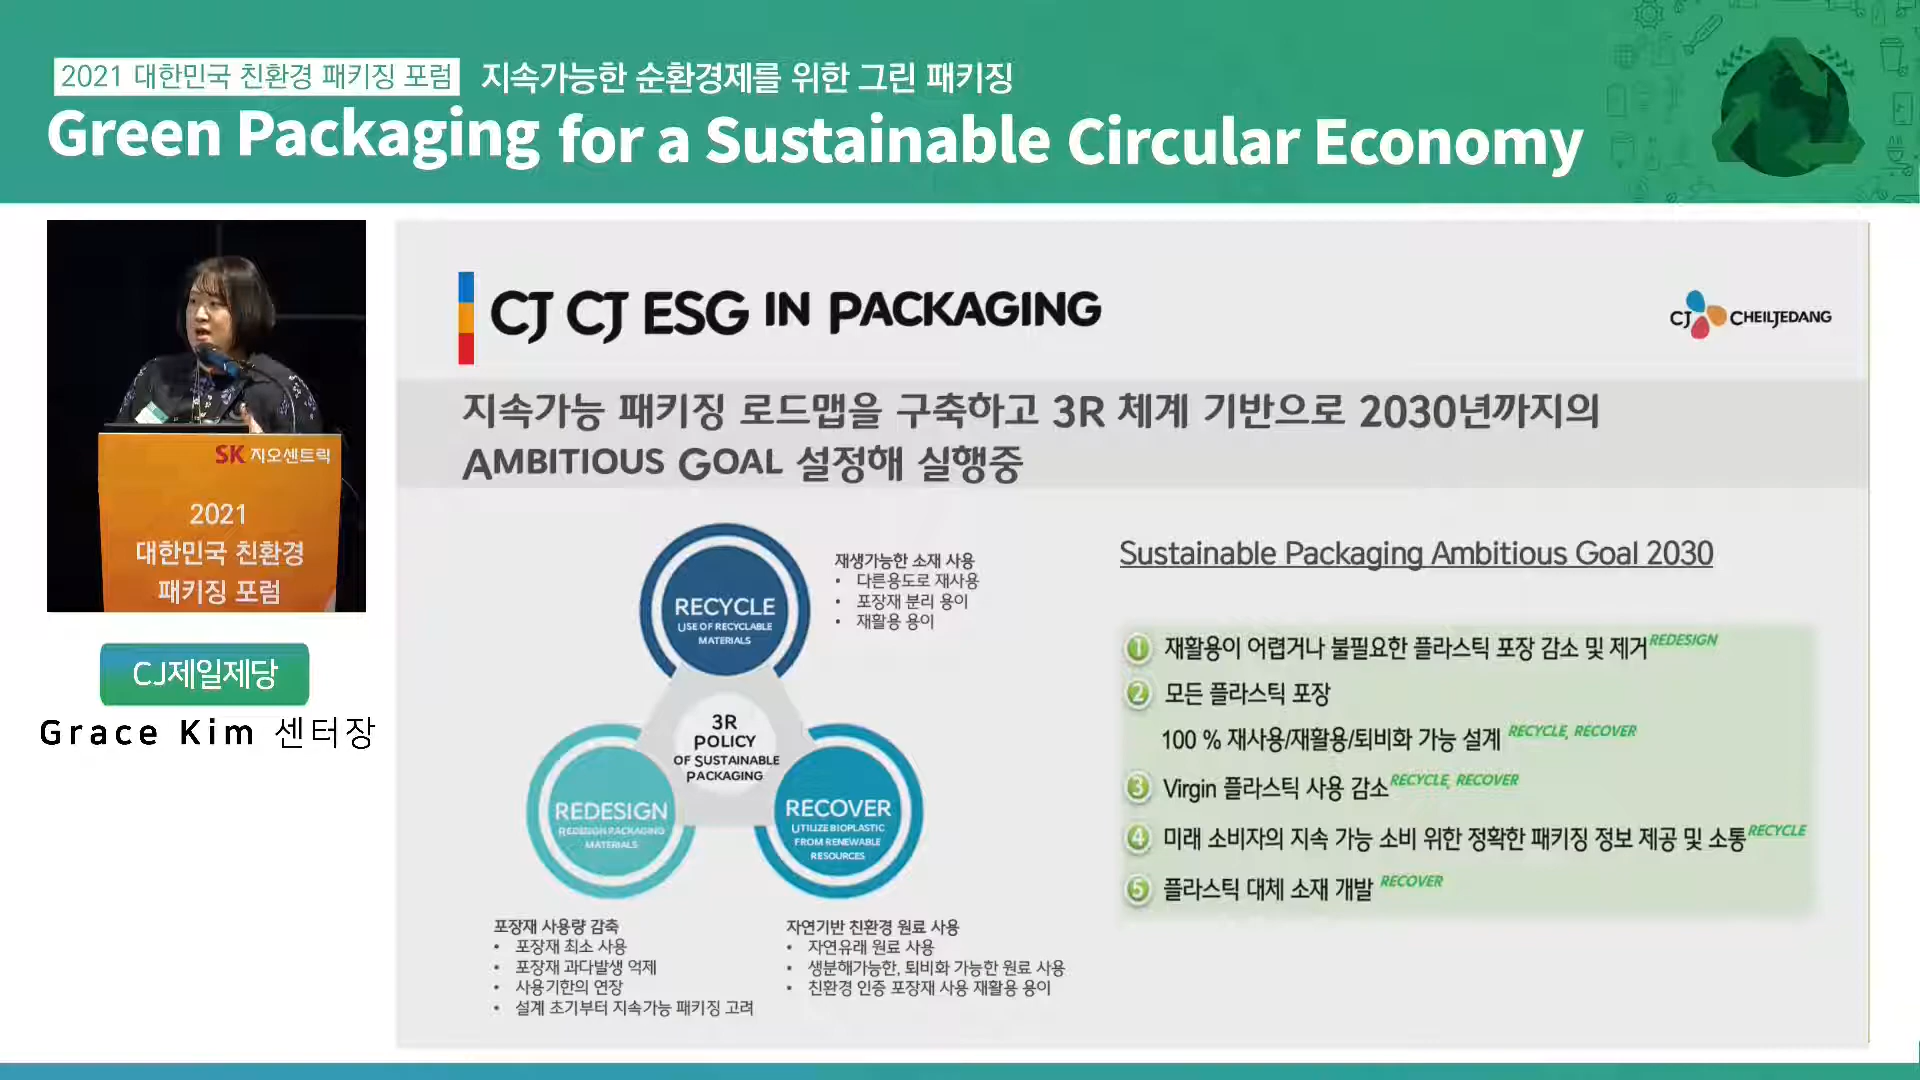 2021 대한민국 친환경 패키징 포럼 지속가능한 순환경제를 위한 그린 패키징
Green Packaging for a Sustainable Circular Economy
SK 지오센트릭
2021
대한민국 친환경
패키징 포럼
CJ제일제당
Grace Kim 센터장
CJ CJ ESG IN PACKAGING
CJ CHEILJEDANG
지속가능 패키징 로드맵을 구축하고 3R 체계 기반으로 2030년까지의
AMBITIOUS GOAL 설정해 실행중
RECYCLE
USE OF RECYCLABLE
MATERIALS
재생가능한 소재 사용
• 다른용도로 재사용
• 포장재 분리 용이
• 재활용 용이
3R
POLICY
OF SUSTAINABLE
PACKAGING
REDESIGN
REDESIGN PACKAGING
MATERIALS
RECOVER
UTILIZE BIOPLASTIC
FROM RENEWABLE
RESOURCES
포장재 사용량 감축
• 포장재 최소 사용
• 포장재 과다발생 억제
• 사용기한의 연장
• 설계 초기부터 지속가능 패키징 고려
자연기반 친환경 원료 사용
• 자연유래 원료 사용
• 생분해가능한, 퇴비화 가능한 원료 사용
• 친환경 인증 포장재 사용 재활용 용이
Sustainable Packaging Ambitious Goal 2030
1 재활용이 어렵거나 불필요한 플라스틱 포장 감소 및 제거 REDESIGN
2 모든 플라스틱 포장
100 % 재사용/재활용/퇴비화 가능 설계 RECYCLE, RECOVER
3 Virgin 플라스틱 사용 감소 RECYCLE, RECOVER
4 미래 소비자의 지속 가능 소비 위한 정확한 패키징 정보 제공 및 소통 RECYCLE
5 플라스틱 대체 소재 개발 RECOVER